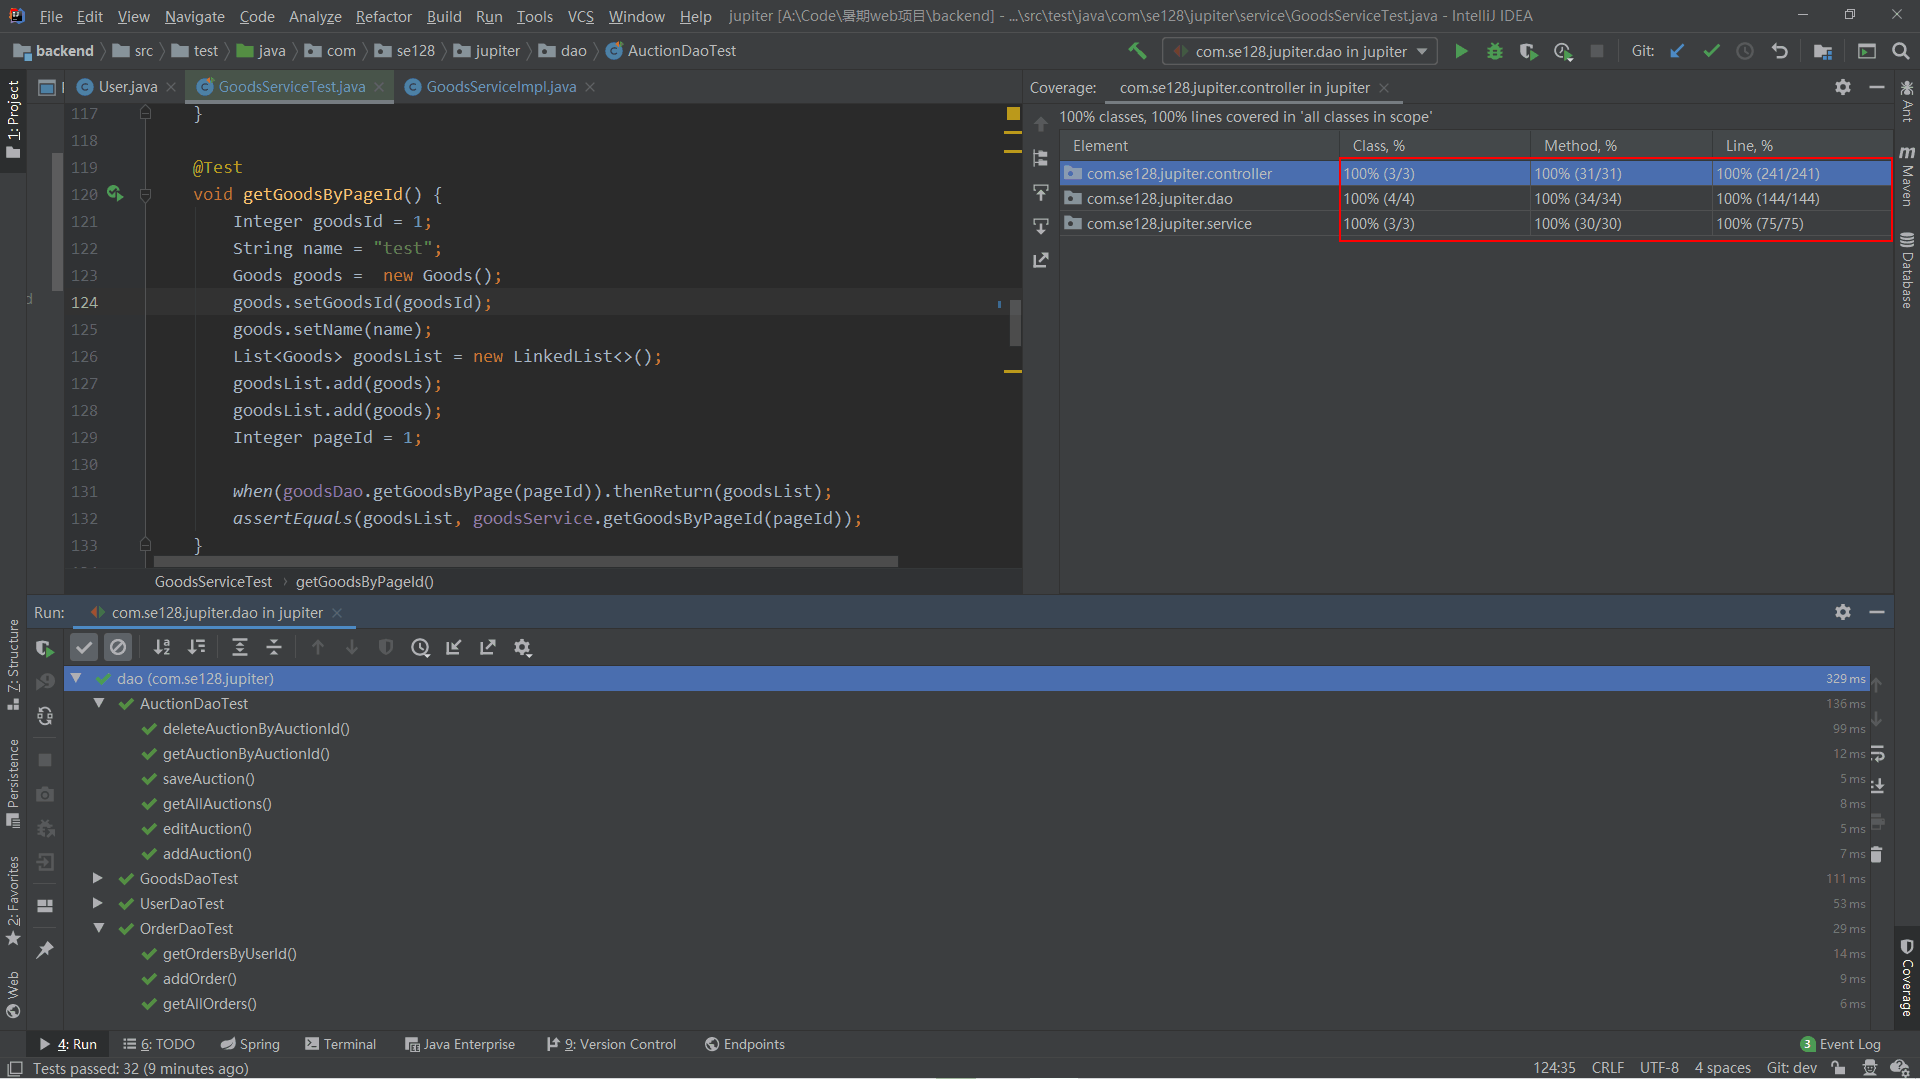 File Edit View Navigate Code Analyze Refactor Build Run Tools VCS Window Help jupiter [A:\Code\暑期web项目\backend] - ...\src\test\java\com\se128\jupiter\service\GoodsServiceTest.java - IntelliJ IDEA
backend src test java com se128 jupiter dao AuctionDaoTest com.se128.jupiter.dao in jupiter Git:
User.java GoodsServiceTest.java GoodsServiceImpl.java
117 }
118
119 @Test
120 void getGoodsByPageId() {
121 Integer goodsId = 1;
122 String name = "test";
123 Goods goods =  new Goods();
124 goods.setGoodsId(goodsId);
125 goods.setName(name);
126 List<Goods> goodsList = new LinkedList<>();
127 goodsList.add(goods);
128 goodsList.add(goods);
129 Integer pageId = 1;
130
131 when(goodsDao.getGoodsByPage(pageId)).thenReturn(goodsList);
132 assertEquals(goodsList, goodsService.getGoodsByPageId(pageId));
133 }
GoodsServiceTest getGoodsByPageId()
Coverage: com.se128.jupiter.controller in jupiter
100% classes, 100% lines covered in 'all classes in scope'
Element Class, % Method, % Line, %
com.se128.jupiter.controller 100% (3/3) 100% (31/31) 100% (241/241)
com.se128.jupiter.dao 100% (4/4) 100% (34/34) 100% (144/144)
com.se128.jupiter.service 100% (3/3) 100% (30/30) 100% (75/75)
1: Project
Z: Structure
Persistence
2: Favorites
Web
Ant
Maven
Database
Coverage
Run: com.se128.jupiter.dao in jupiter
dao (com.se128.jupiter) 329 ms
AuctionDaoTest 136 ms
deleteAuctionByAuctionId() 99 ms
getAuctionByAuctionId() 12 ms
saveAuction() 5 ms
getAllAuctions() 8 ms
editAuction() 5 ms
addAuction() 7 ms
GoodsDaoTest 111 ms
UserDaoTest 53 ms
OrderDaoTest 29 ms
getOrdersByUserId() 14 ms
addOrder() 9 ms
getAllOrders() 6 ms
4: Run 6: TODO Spring Terminal Java Enterprise 9: Version Control Endpoints 3 Event Log
Tests passed: 32 (9 minutes ago) 124:35 CRLF UTF-8 4 spaces Git: dev